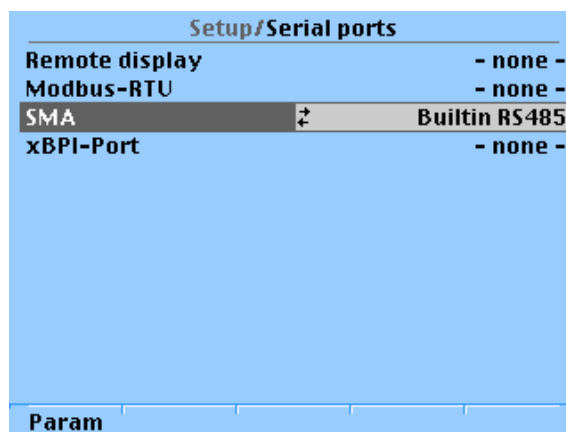 Setup/Serial ports
Remote display - none -
Modbus-RTU - none -
SMA Builtin RS485
xBPI-Port - none -
Param